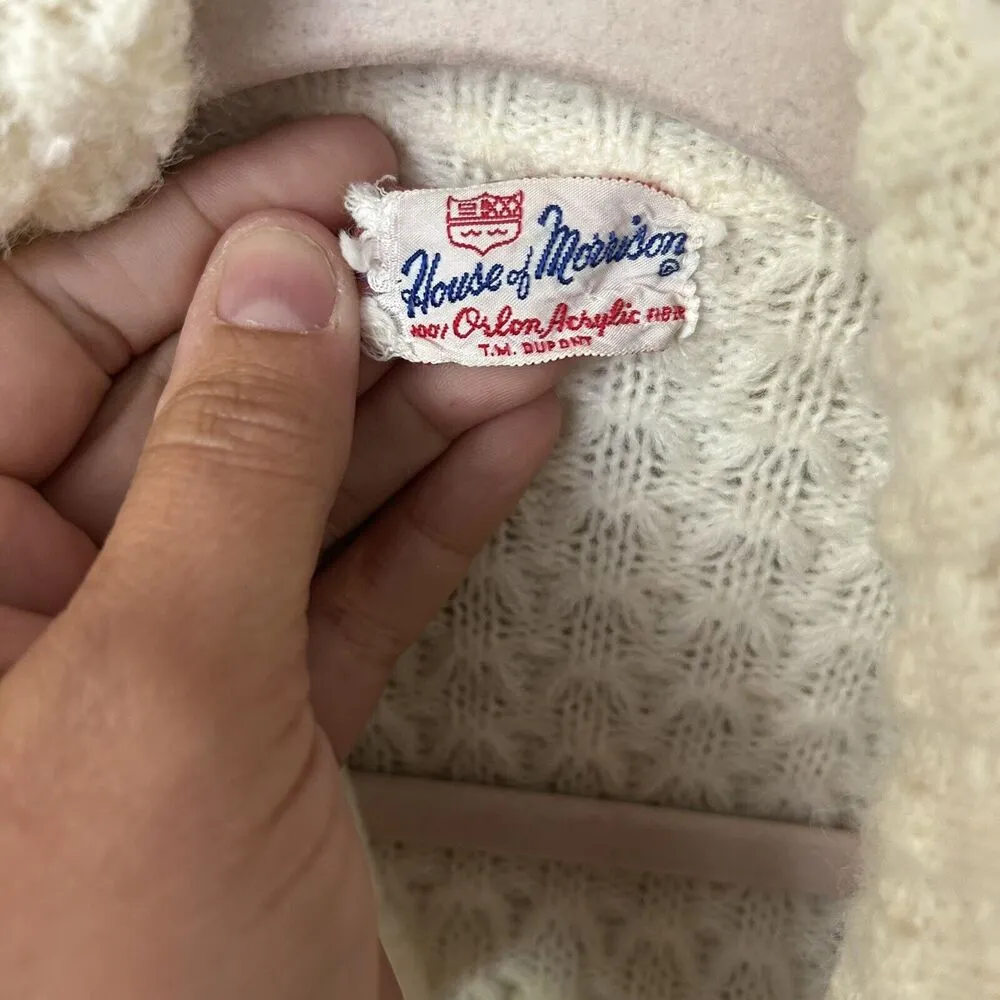 House of Morrison ®
100% Orlon Acrylic FIBER
T.M. DUPONT